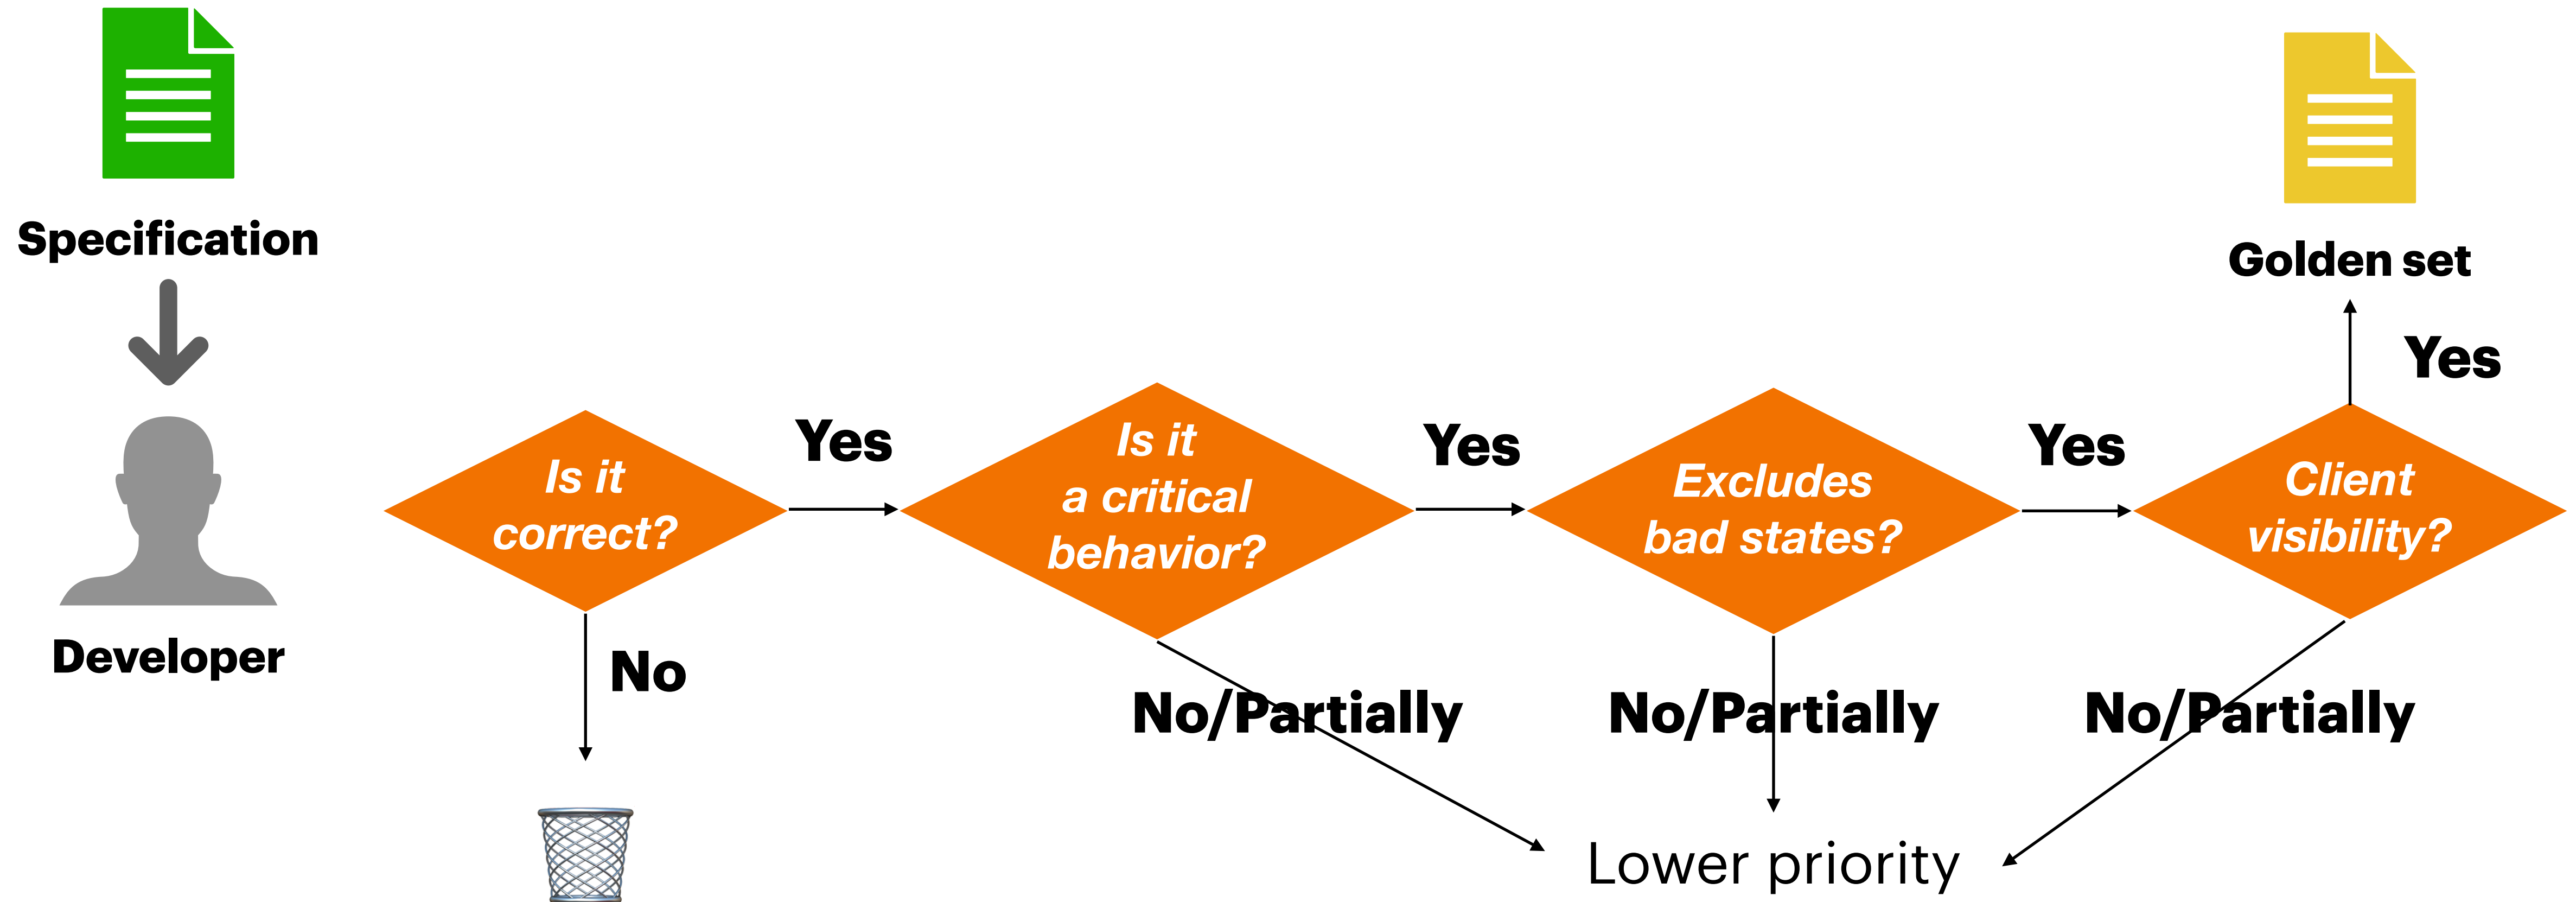 Specification
Developer
Is it
correct?
Yes
No
Is it
a critical
behavior?
Yes
No/Partially
Excludes
bad states?
Yes
No/Partially
Client
visibility?
Yes
No/Partially
Golden set
Lower priority